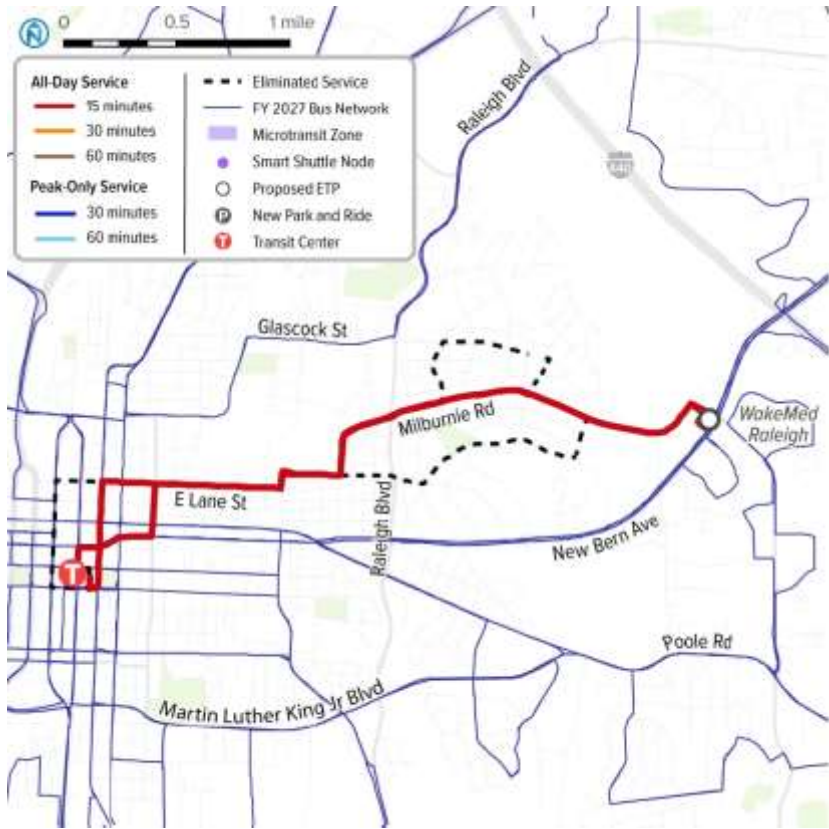 N
0 0.5 1 mile
All-Day Service
15 minutes
30 minutes
60 minutes
Peak-Only Service
30 minutes
60 minutes
Eliminated Service
FY 2027 Bus Network
Microtransit Zone
Smart Shuttle Node
Proposed ETP
P New Park and Ride
T Transit Center
Raleigh Blvd
440
Glascock St
Milburnie Rd
WakeMed
Raleigh
E Lane St
Raleigh Blvd
New Bern Ave
T
Poole Rd
Martin Luther King Jr Blvd